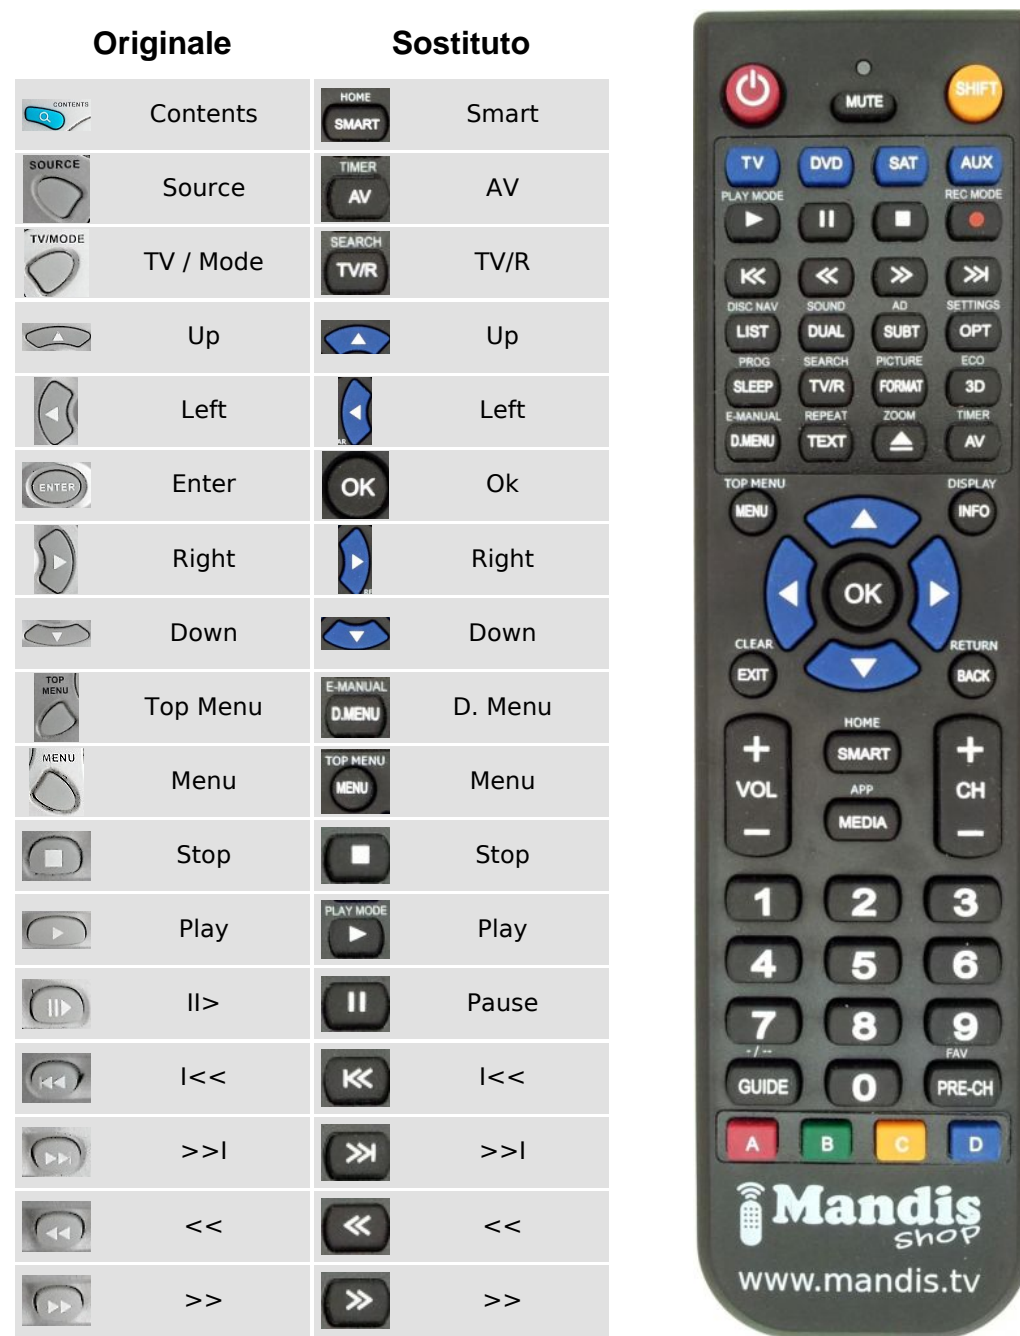 Originale Sostituto
CONTENTS Contents HOME SMART Smart
SOURCE Source TIMER AV AV
TV/MODE TV / Mode SEARCH TV/R TV/R
Up Up
Left Left
ENTER Enter OK Ok
Right Right
Down Down
TOP MENU Top Menu E-MANUAL D.MENU D. Menu
MENU Menu TOP MENU MENU Menu
Stop Stop
Play PLAY MODE Play
II> Pause
I<< I<<
>>I >>I
<< <<
>> >>
MUTE SHIFT
TV DVD SAT AUX
PLAY MODE REC MODE
DISC NAV SOUND AD SETTINGS
LIST DUAL SUBT OPT
PROG SEARCH PICTURE ECO
SLEEP TV/R FORMAT 3D
E-MANUAL REPEAT ZOOM TIMER
D.MENU TEXT AV
TOP MENU DISPLAY
MENU INFO
OK
CLEAR RETURN
EXIT BACK
HOME
+ SMART +
VOL APP CH
- MEDIA -
1 2 3
4 5 6
7 8 9
-/-- FAV
GUIDE 0 PRE-CH
A B C D
Mandis
Shop
www.mandis.tv